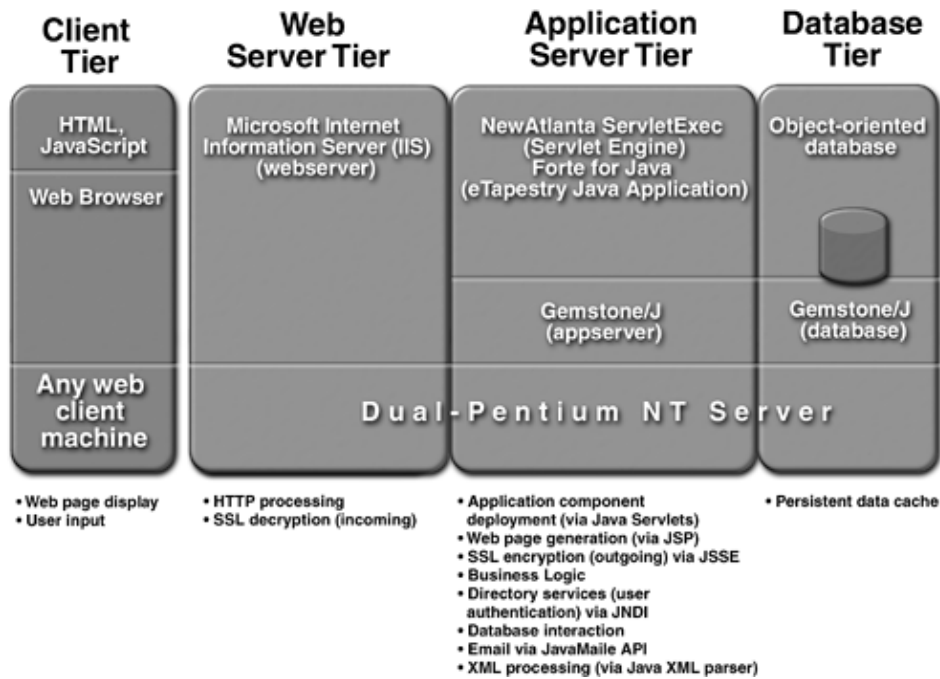 Client
Tier
Web
Server Tier
Application
Server Tier
Database
Tier
HTML,
JavaScript
Web Browser
Any web
client
machine
Microsoft Internet
Information Server (IIS)
(webserver)
NewAtlanta ServletExec
(Servlet Engine)
Forte for Java
(eTapestry Java Application)
Gemstone/J
(appserver)
Object-oriented
database
Gemstone/J
(database)
Dual-Pentium NT Server
• Web page display
• User input
• HTTP processing
• SSL decryption (incoming)
• Application component
deployment (via Java Servlets)
• Web page generation (via JSP)
• SSL encryption (outgoing) via JSSE
• Business Logic
• Directory services (user
authentication) via JNDI
• Database interaction
• Email via JavaMaile API
• XML processing (via Java XML parser)
• Persistent data cache